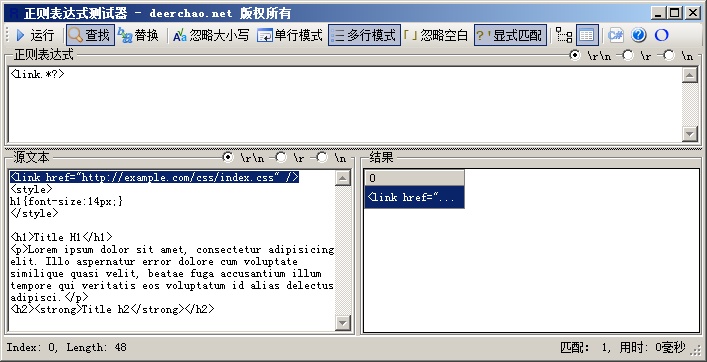 正则表达式测试器 - deerchao.net 版权所有
运行 查找 替换 忽略大小写 单行模式 多行模式 忽略空白 显式匹配 C#
正则表达式 \r\n \r \n
<link.*?>
源文本 \r\n \r \n
<link href="http://example.com/css/index.css" />
<style>
h1{font-size:14px;}
</style>
<h1>Title H1</h1>
<p>Lorem ipsum dolor sit amet, consectetur adipisicing
elit. Illo aspernatur error dolore cum voluptate
similique quasi velit, beatae fuga accusantium illum
tempore qui veritatis eos voluptatum id alias delectus
adipisci.</p>
<h2><strong>Title h2</strong></h2>
结果
0
<link href="...
Index: 0, Length: 48
匹配: 1, 用时: 0毫秒